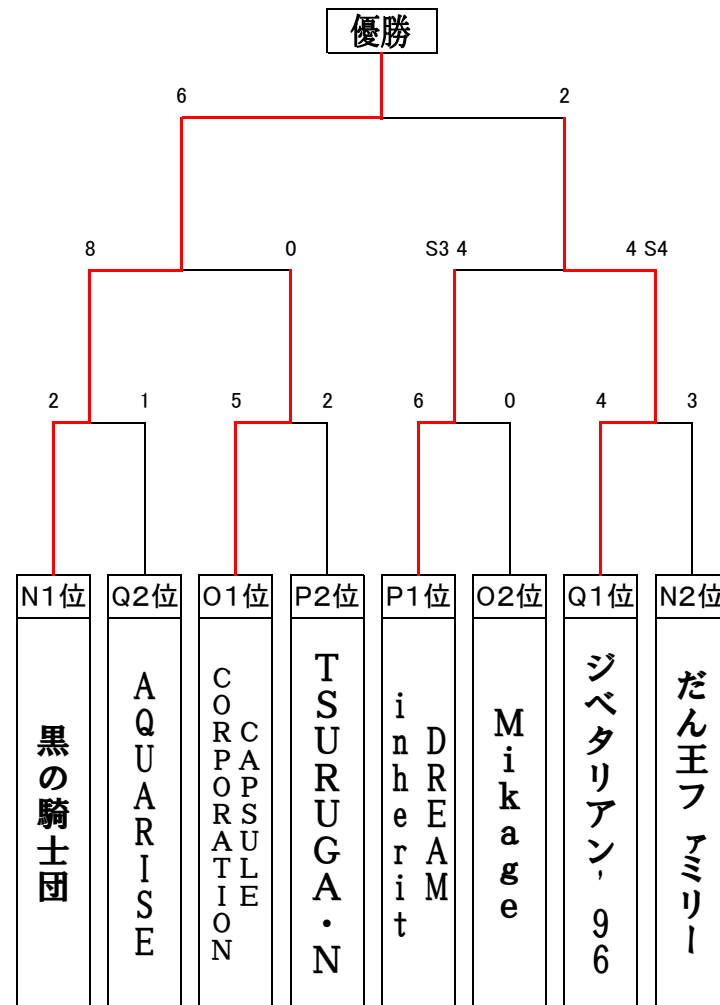 優勝
6
2
8
0
S3 4
4 S4
2
1
5
2
6
0
4
3
N1位
Q2位
O1位
P2位
P1位
O2位
Q1位
N2位
黒の騎士団
AQUARISE
CAPSULE
CORPORATION
TSURUGA・N
DREAM
inherit
Mikage
ジベタリアン'96
だん王ファミリー